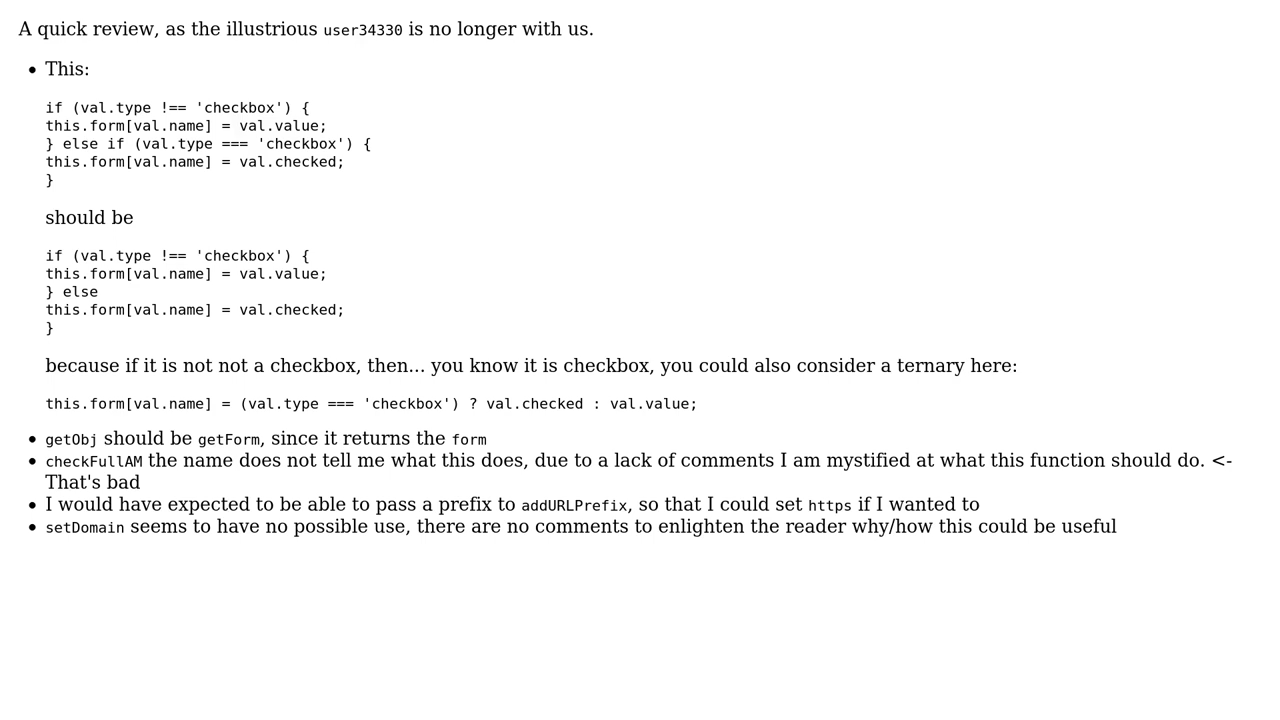 A quick review, as the illustrious user34330 is no longer with us.
• This:
if (val.type !== 'checkbox') {
this.form[val.name] = val.value;
} else if (val.type === 'checkbox') {
this.form[val.name] = val.checked;
}
should be
if (val.type !== 'checkbox') {
this.form[val.name] = val.value;
} else
this.form[val.name] = val.checked;
}
because if it is not not a checkbox, then... you know it is checkbox, you could also consider a ternary here:
this.form[val.name] = (val.type === 'checkbox') ? val.checked : val.value;
• getObj should be getForm, since it returns the form
• checkFullAM the name does not tell me what this does, due to a lack of comments I am mystified at what this function should do. <-
That's bad
• I would have expected to be able to pass a prefix to addURLPrefix, so that I could set https if I wanted to
• setDomain seems to have no possible use, there are no comments to enlighten the reader why/how this could be useful